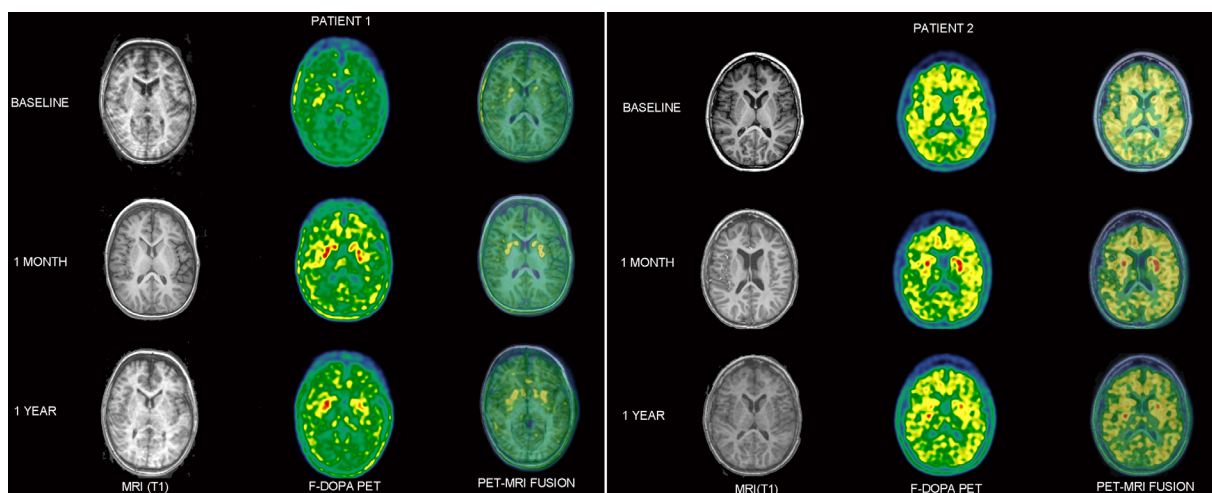 PATIENT 1
BASELINE
1 MONTH
1 YEAR
MRI (T1) F-DOPA PET PET-MRI FUSION
PATIENT 2
BASELINE
1 MONTH
1 YEAR
MRI(T1) F-DOPA PET PET-MRI FUSION